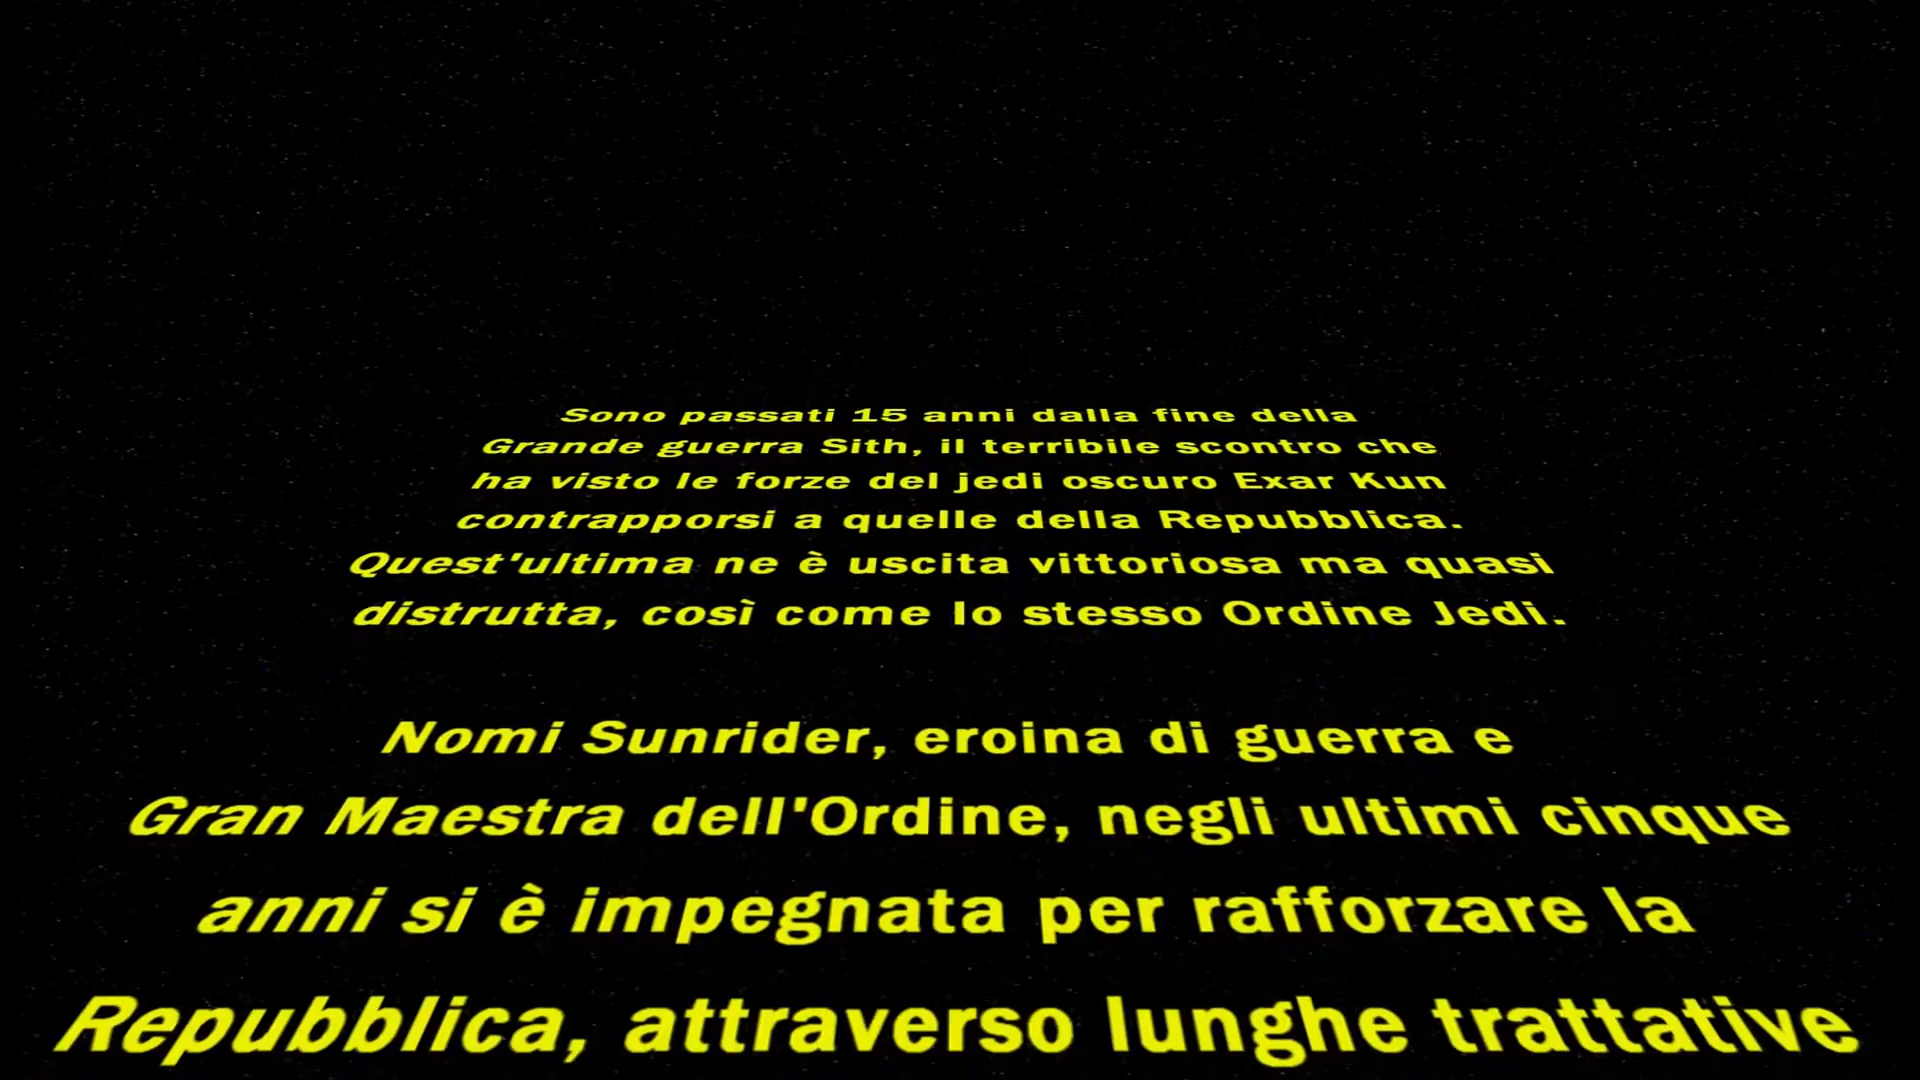 Sono passati 15 anni dalla fine della
Grande guerra Sith, il terribile scontro che
ha visto le forze del jedi oscuro Exar Kun
contrapporsi a quelle della Repubblica.
Quest'ultima ne è uscita vittoriosa ma quasi
distrutta, così come lo stesso Ordine Jedi.
Nomi Sunrider, eroina di guerra e
Gran Maestra dell'Ordine, negli ultimi cinque
anni si è impegnata per rafforzare la
Repubblica, attraverso lunghe trattative